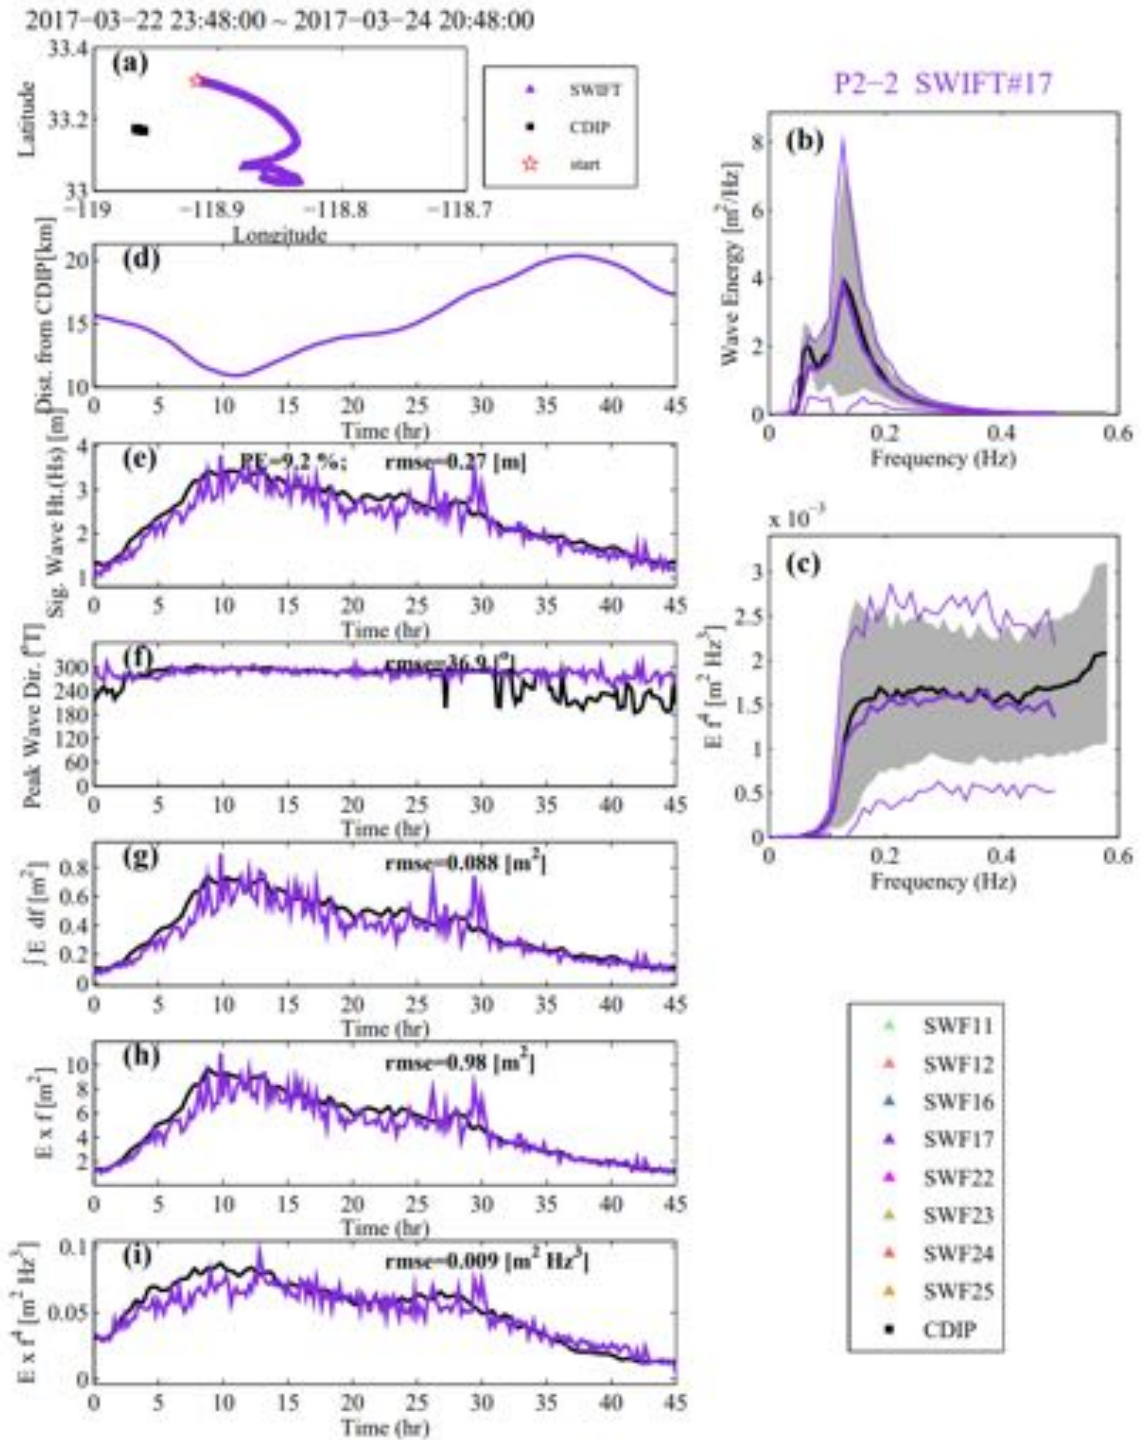 2017−03−22 23:48:00 ~ 2017−03−24 20:48:00
(a)
33.4
33.2
33
Latitude
−119 −118.9 −118.8 −118.7
Longitude
SWIFT
CDIP
start
P2−2 SWIFT#17
(b)
8
6
4
2
0
Wave Energy [m²/Hz]
0 0.2 0.4 0.6
Frequency (Hz)
(d)
20
15
10
Dist. from CDIP[km]
0 5 10 15 20 25 30 35 40 45
Time (hr)
(e)
PE=9.2 %; rmse=0.27 [m]
4
3
2
1
Sig. Wave Ht.(Hs) [m]
0 5 10 15 20 25 30 35 40 45
Time (hr)
x 10⁻³
(c)
3
2.5
2
1.5
1
0.5
0
E f⁴ [m² Hz³]
0 0.2 0.4 0.6
Frequency (Hz)
(f)
rmse=36.9 [°]
300
240
180
120
60
0
Peak Wave Dir. [°T]
0 5 10 15 20 25 30 35 40 45
Time (hr)
(g)
rmse=0.088 [m²]
0.8
0.6
0.4
0.2
0
∫E df [m²]
0 5 10 15 20 25 30 35 40 45
Time (hr)
(h)
rmse=0.98 [m²]
10
8
6
4
2
E x f [m²]
0 5 10 15 20 25 30 35 40 45
Time (hr)
(i)
rmse=0.009 [m² Hz³]
0.1
0.05
0
E x f⁴ [m² Hz³]
0 5 10 15 20 25 30 35 40 45
Time (hr)
SWF11
SWF12
SWF16
SWF17
SWF22
SWF23
SWF24
SWF25
CDIP